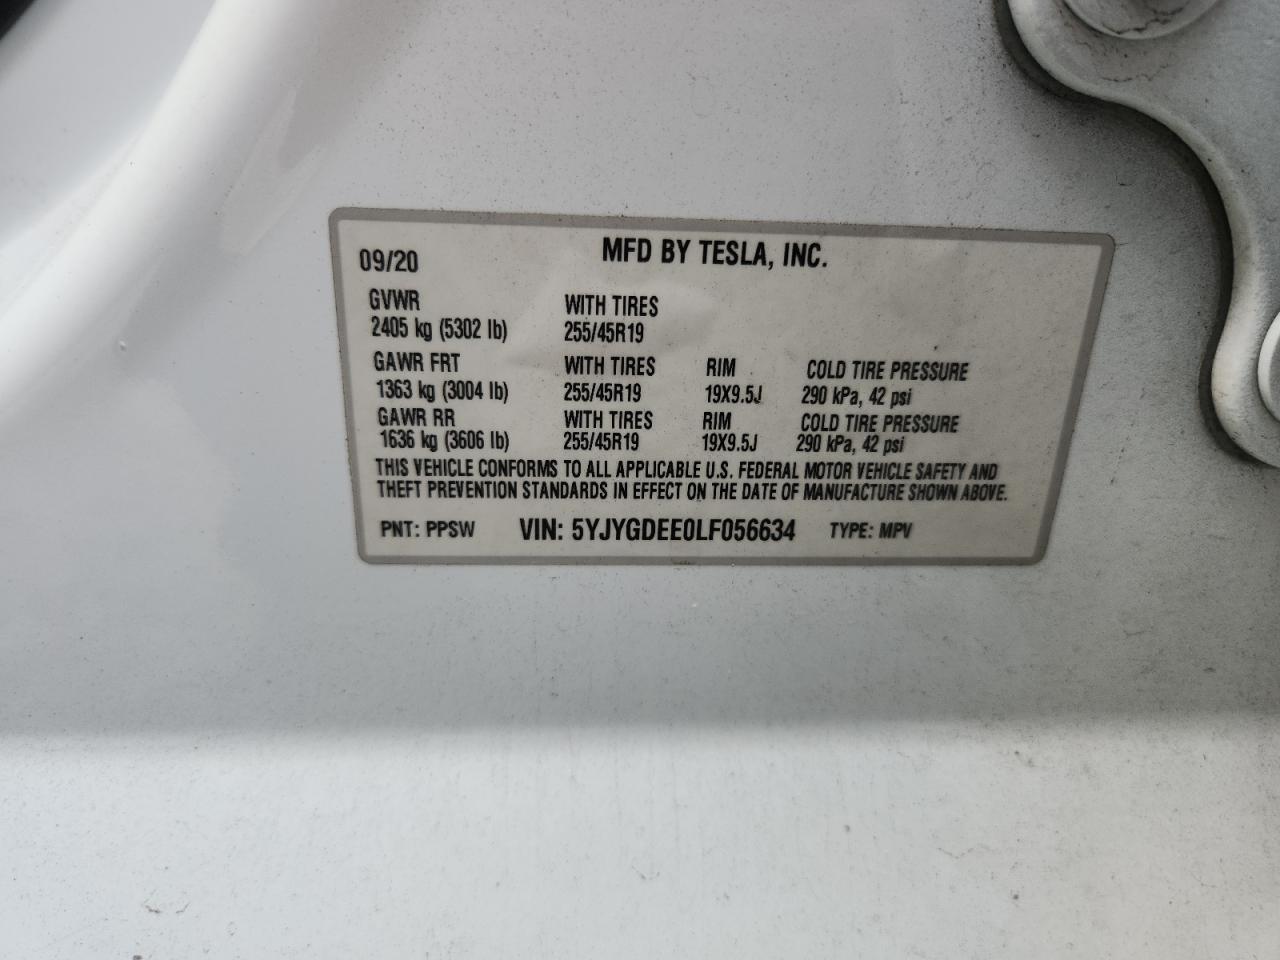 09/20 MFD BY TESLA, INC.
GVWR WITH TIRES
2405 kg (5302 lb) 255/45R19
GAWR FRT WITH TIRES RIM COLD TIRE PRESSURE
1363 kg (3004 lb) 255/45R19 19X9.5J 290 kPa, 42 psi
GAWR RR WITH TIRES RIM COLD TIRE PRESSURE
1636 kg (3606 lb) 255/45R19 19X9.5J 290 kPa, 42 psi
THIS VEHICLE CONFORMS TO ALL APPLICABLE U.S. FEDERAL MOTOR VEHICLE SAFETY AND
THEFT PREVENTION STANDARDS IN EFFECT ON THE DATE OF MANUFACTURE SHOWN ABOVE.
PNT: PPSW VIN: 5YJYGDEE0LF056634 TYPE: MPV